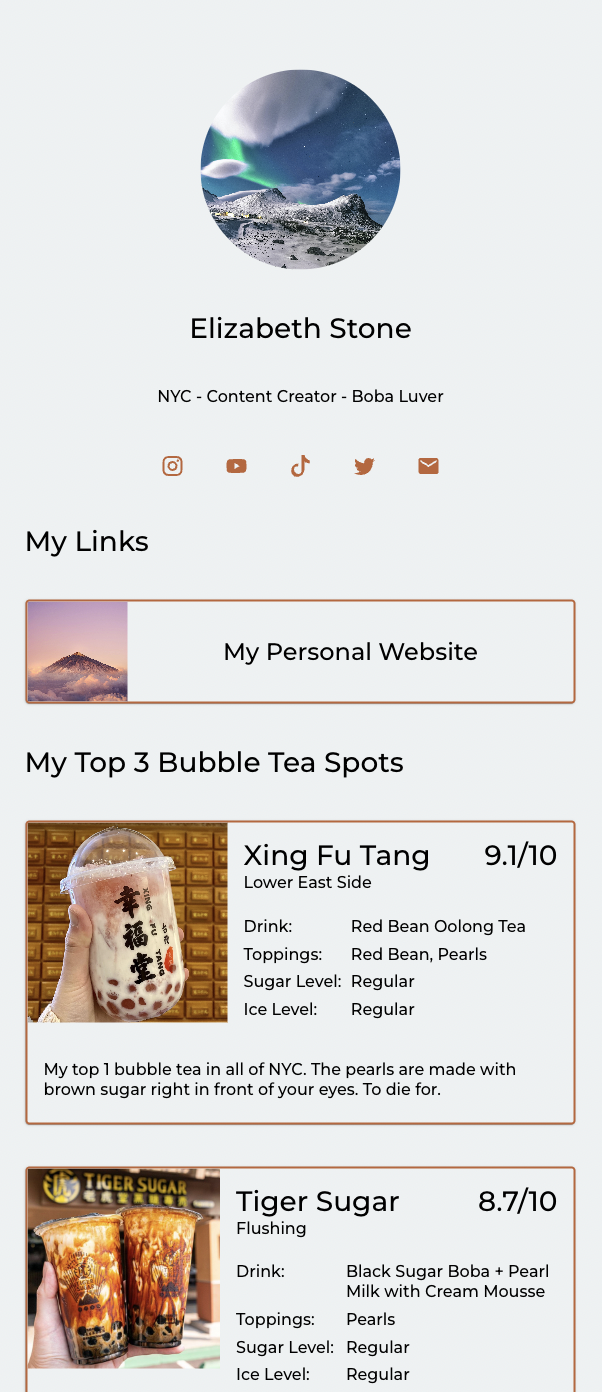 Elizabeth Stone
NYC - Content Creator - Boba Luver
My Links
My Personal Website
My Top 3 Bubble Tea Spots
幸福堂
XING FU TANG
Xing Fu Tang 9.1/10
Lower East Side
Drink: Red Bean Oolong Tea
Toppings: Red Bean, Pearls
Sugar Level: Regular
Ice Level: Regular
My top 1 bubble tea in all of NYC. The pearls are made with
brown sugar right in front of your eyes. To die for.
TIGER SUGAR
Tiger Sugar 8.7/10
Flushing
Drink: Black Sugar Boba + Pearl
Milk with Cream Mousse
Toppings: Pearls
Sugar Level: Regular
Ice Level: Regular